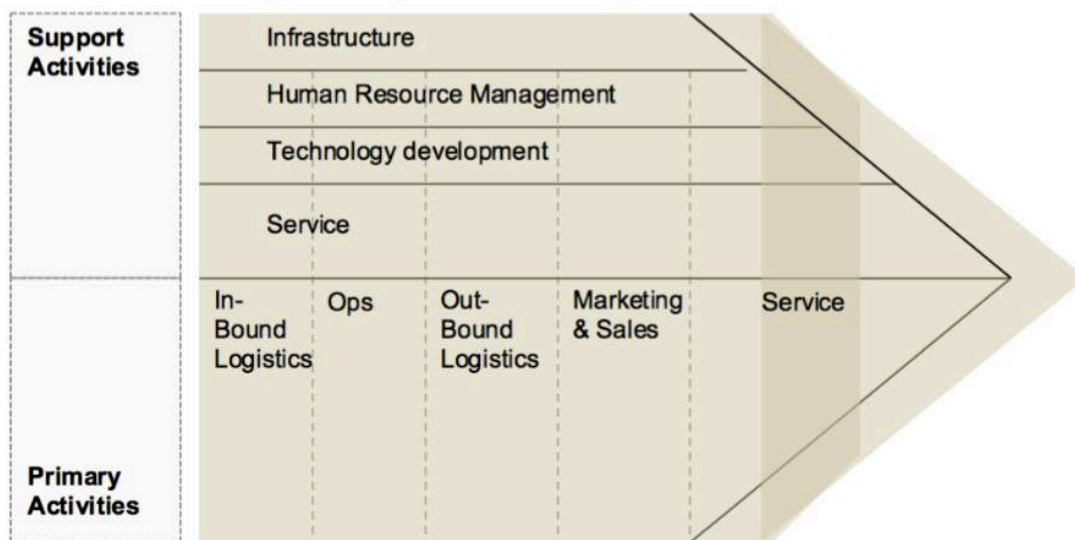 Support
Activities
Infrastructure
Human Resource Management
Technology development
Service
In-
Bound
Logistics
Ops
Out-
Bound
Logistics
Marketing
& Sales
Service
Primary
Activities